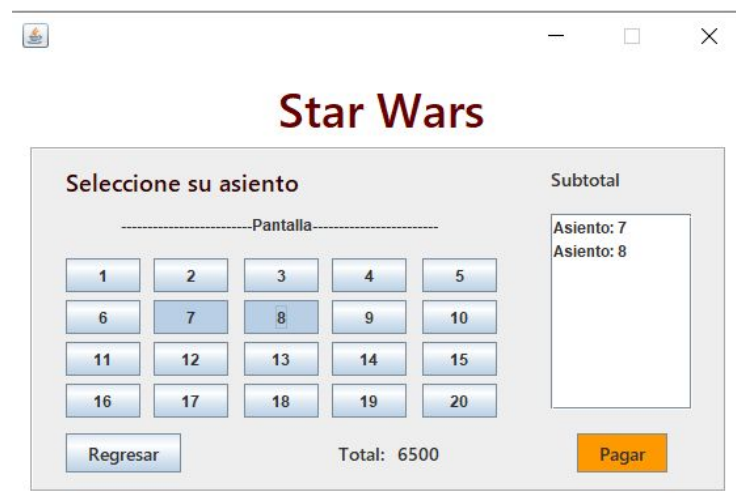 Star Wars
Seleccione su asiento
Subtotal
-------------------------Pantalla------------------------
Asiento: 7
Asiento: 8
1 2 3 4 5
6 7 8 9 10
11 12 13 14 15
16 17 18 19 20
Regresar
Total: 6500
Pagar